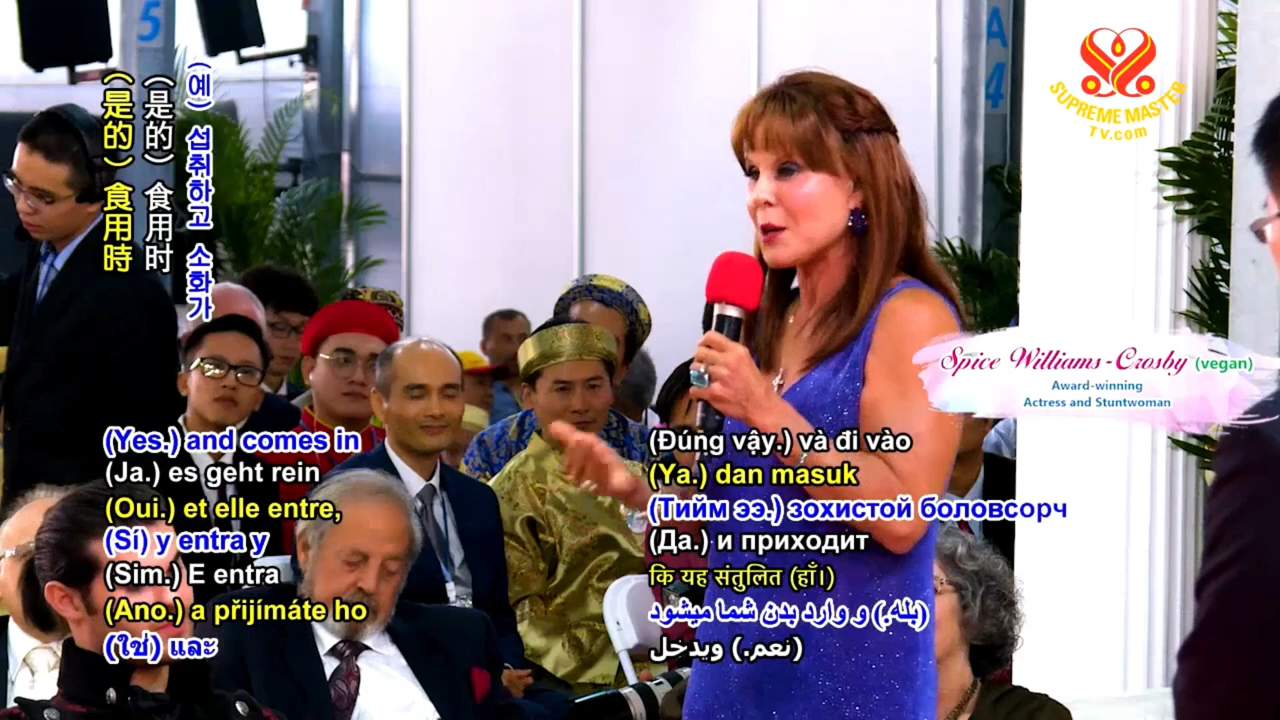 5
A
4
SUPREME MASTER
TV.com
(예) 섭취하고 소화가
(是的) 食用时
(是的) 食用時
Spice Williams-Crosby (vegan)
Award-winning
Actress and Stuntwoman
(Yes.) and comes in
(Ja.) es geht rein
(Oui.) et elle entre,
(Sí) y entra y
(Sim.) E entra
(Ano.) a přijímáte ho
(ใช่) และ
(Đúng vậy.) và đi vào
(Ya.) dan masuk
(Тийм ээ.) зохистой боловсорч
(Да.) и приходит
कि यह संतुलित (हाँ।)
(بله.) و وارد بدن شما میشود
(نعم.) ويدخل